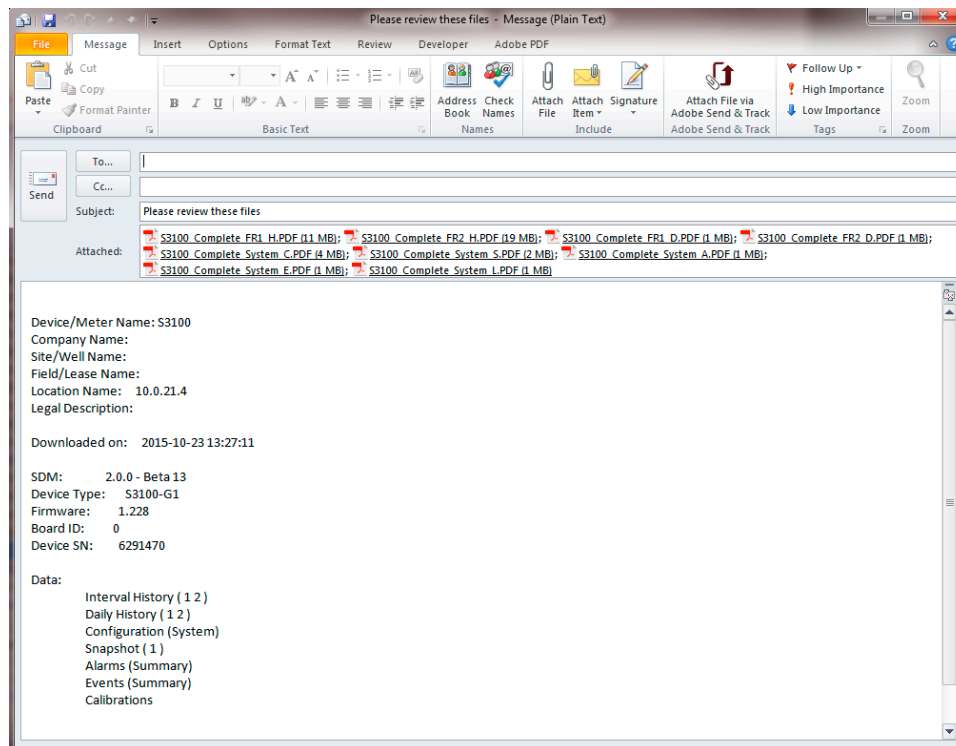 Please review these files - Message (Plain Text)
File Message Insert Options Format Text Review Developer Adobe PDF
Paste
Cut
Copy
Format Painter
Clipboard
B I U
Basic Text
Address Book
Check Names
Names
Attach File
Attach Item
Signature
Include
Attach File via Adobe Send & Track
Adobe Send & Track
Follow Up
High Importance
Low Importance
Tags
Zoom
Zoom
Send
To...
Cc...
Subject: Please review these files
Attached: S3100_Complete_FR1_H.PDF (11 MB); S3100_Complete_FR2_H.PDF (19 MB); S3100_Complete_FR1_D.PDF (1 MB); S3100_Complete_FR2_D.PDF (1 MB);
S3100_Complete_System_C.PDF (4 MB); S3100_Complete_System_S.PDF (2 MB); S3100_Complete_System_A.PDF (1 MB);
S3100_Complete_System_E.PDF (1 MB); S3100_Complete_System_L.PDF (1 MB)
Device/Meter Name: S3100
Company Name:
Site/Well Name:
Field/Lease Name:
Location Name: 10.0.21.4
Legal Description:
Downloaded on: 2015-10-23 13:27:11
SDM: 2.0.0 - Beta 13
Device Type: S3100-G1
Firmware: 1.228
Board ID: 0
Device SN: 6291470
Data:
Interval History ( 1 2 )
Daily History ( 1 2 )
Configuration (System)
Snapshot ( 1 )
Alarms (Summary)
Events (Summary)
Calibrations